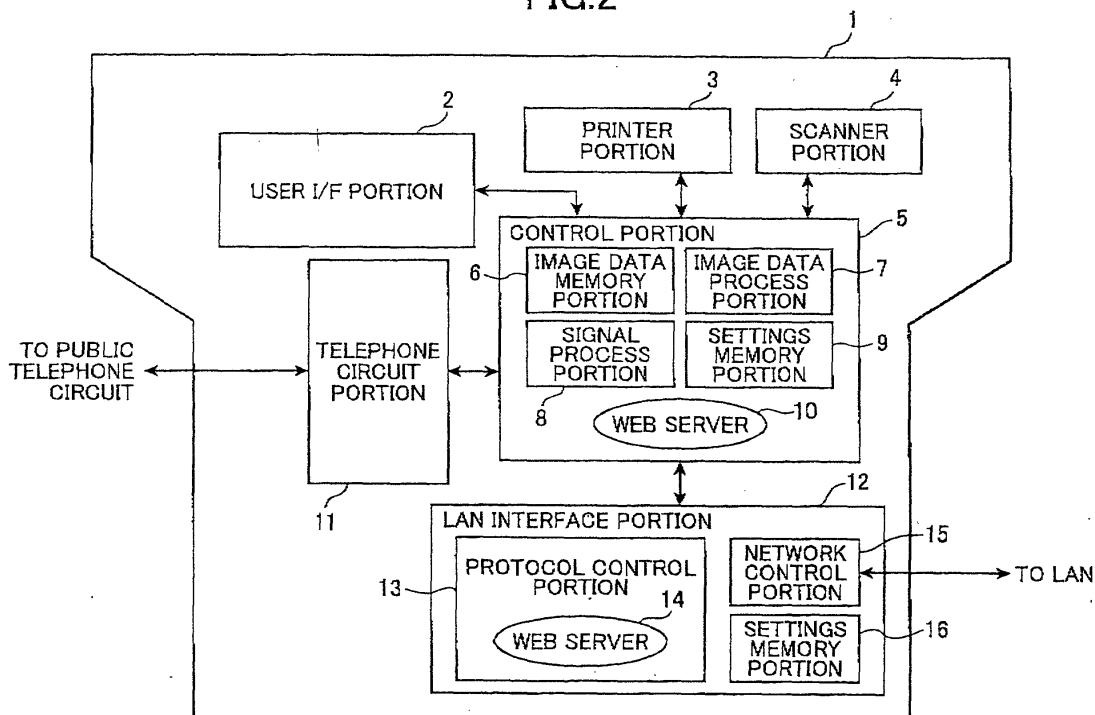 FIG.2
1
2
3
4
PRINTER
PORTION
SCANNER
PORTION
USER I/F PORTION
CONTROL PORTION
5
6
IMAGE DATA
MEMORY
PORTION
IMAGE DATA
PROCESS
PORTION
7
SIGNAL
PROCESS
PORTION
8
SETTINGS
MEMORY
PORTION
9
WEB SERVER
10
TO PUBLIC
TELEPHONE
CIRCUIT
TELEPHONE
CIRCUIT
PORTION
11
12
LAN INTERFACE PORTION
13
PROTOCOL CONTROL
PORTION
14
WEB SERVER
NETWORK
CONTROL
PORTION
15
TO LAN
SETTINGS
MEMORY
PORTION
16